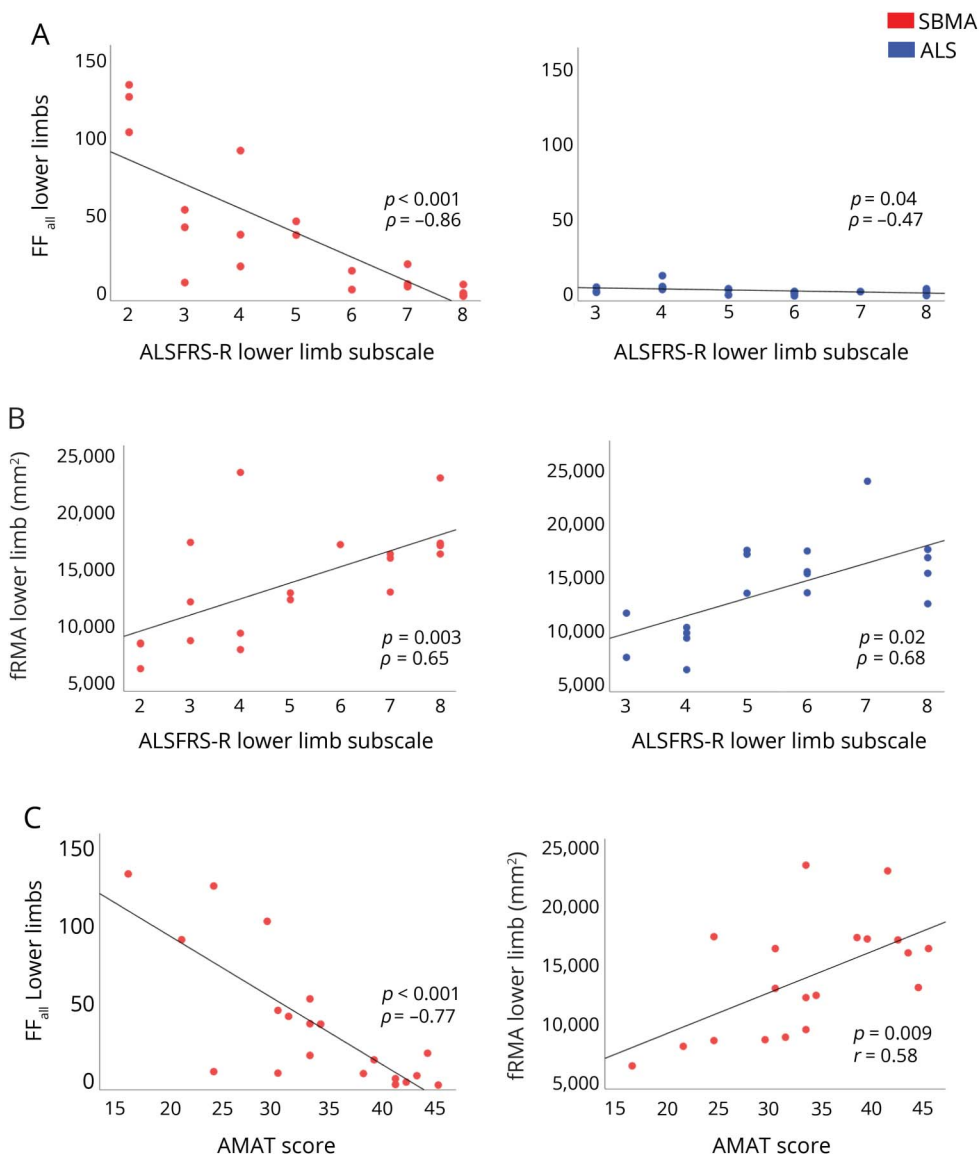 A
SBMA
ALS
FF all lower limbs
150
100
50
0
p < 0.001
ρ = –0.86
2 3 4 5 6 7 8
ALSFRS-R lower limb subscale
150
100
50
0
p = 0.04
ρ = –0.47
3 4 5 6 7 8
ALSFRS-R lower limb subscale
B
fRMA lower limb (mm²)
25,000
20,000
15,000
10,000
5,000
p = 0.003
ρ = 0.65
2 3 4 5 6 7 8
ALSFRS-R lower limb subscale
25,000
20,000
15,000
10,000
5,000
p = 0.02
ρ = 0.68
3 4 5 6 7 8
ALSFRS-R lower limb subscale
C
FFall Lower limbs
150
100
50
0
p < 0.001
ρ = –0.77
15 20 25 30 35 40 45
AMAT score
fRMA lower limb (mm²)
25,000
20,000
15,000
10,000
5,000
p = 0.009
r = 0.58
15 20 25 30 35 40 45
AMAT score